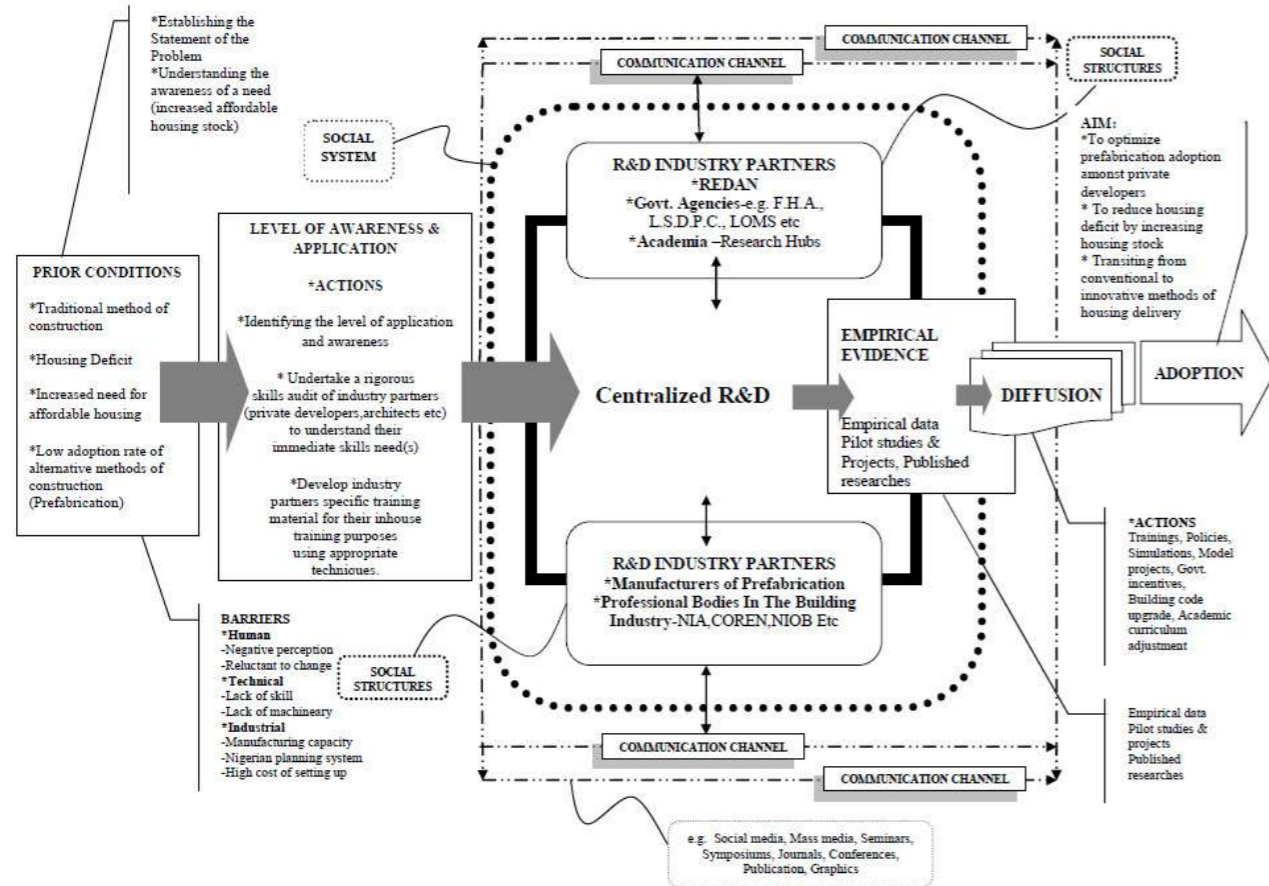 *Establishing the
Statement of the
Problem
*Understanding the
awareness of a need
(increased affordable
housing stock)
COMMUNICATION CHANNEL
COMMUNICATION CHANNEL
SOCIAL
STRUCTURES
SOCIAL
SYSTEM
PRIOR CONDITIONS
*Traditional method of
construction
*Housing Deficit
*Increased need for
affordable housing
*Low adoption rate of
alternative methods of
construction
(Prefabrication)
LEVEL OF AWARENESS &
APPLICATION
*ACTIONS
*Identifying the level of application
and awareness
* Undertake a rigorous
skills audit of industry partners
(private developers,architects etc)
to understand their
immediate skills need(s)
*Develop industry
partners specific training
material for their inhouse
training purposes
using appropriate
technioues.
R&D INDUSTRY PARTNERS
*REDAN
*Govt. Agencies-e.g. F.H.A.,
L.S.D.P.C., LOMS etc
*Academia –Research Hubs
Centralized R&D
R&D INDUSTRY PARTNERS
*Manufacturers of Prefabrication
*Professional Bodies In The Building
Industry-NIA,COREN,NIOB Etc
EMPIRICAL
EVIDENCE
Empirical data
Pilot studies &
Projects, Published
researches
DIFFUSION
ADOPTION
AIM:
*To optimize
prefabrication adoption
amonst private
developers
* To reduce housing
deficit by increasing
housing stock
* Transiting from
conventional to
innovative methods of
housing delivery
*ACTIONS
Trainings, Policies,
Simulations, Model
projects, Govt.
incentives,
Building code
upgrade, Academic
curriculum
adjustment
Empirical data
Pilot studies &
projects
Published
researches
BARRIERS
*Human
-Negative perception
-Reluctant to change
*Technical
-Lack of skill
-Lack of machineary
*Industrial
-Manufacturing capacity
-Nigerian planning system
-High cost of setting up
SOCIAL
STRUCTURES
COMMUNICATION CHANNEL
COMMUNICATION CHANNEL
e.g. Social media, Mass media, Seminars,
Symposiums, Journals, Conferences,
Publication, Graphics